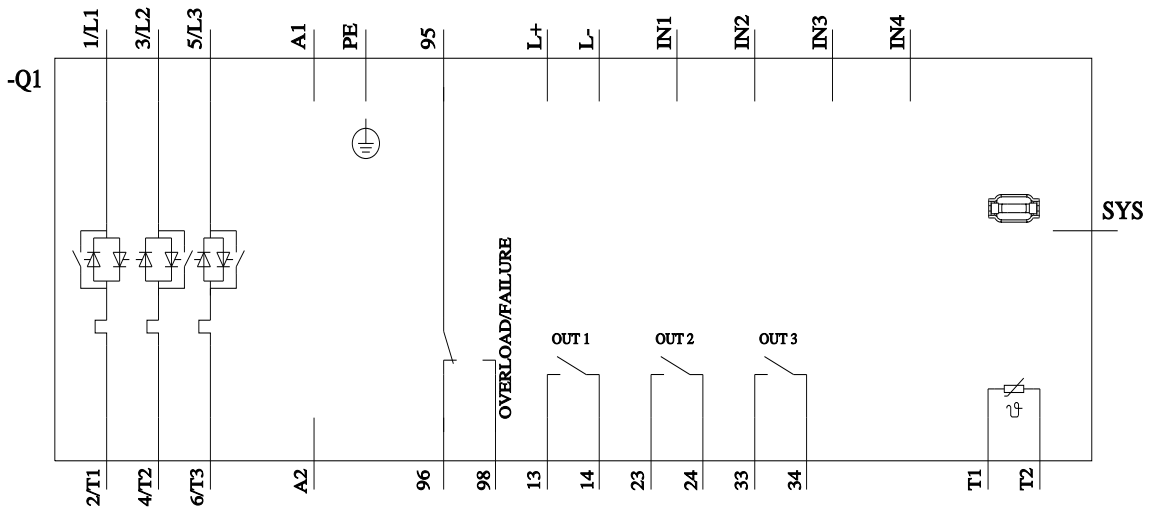 1/L1
3/L2
5/L3
A1
PE
95
L+
L-
IN1
IN2
IN3
IN4
-Q1
SYS
OVERLOAD/FAILURE
OUT 1
OUT 2
OUT 3
ϑ
2/T1
4/T2
6/T3
A2
96
98
13
14
23
24
33
34
T1
T2